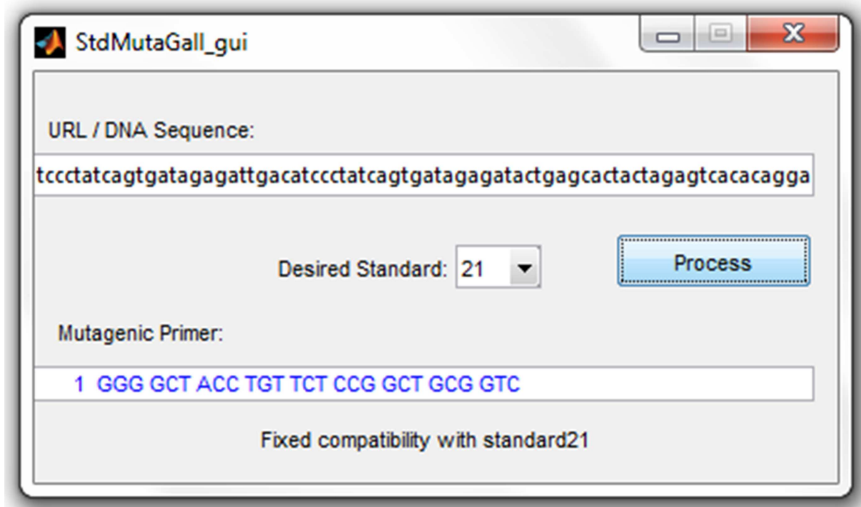 StdMutaGall_gui
URL / DNA Sequence:
tccctatcagtgatagagattgacatccctatcagtgatagagatactgagcactactagagtcacacagga
Desired Standard: 21
Process
Mutagenic Primer:
1 GGG GCT ACC TGT TCT CCG GCT GCG GTC
Fixed compatibility with standard21